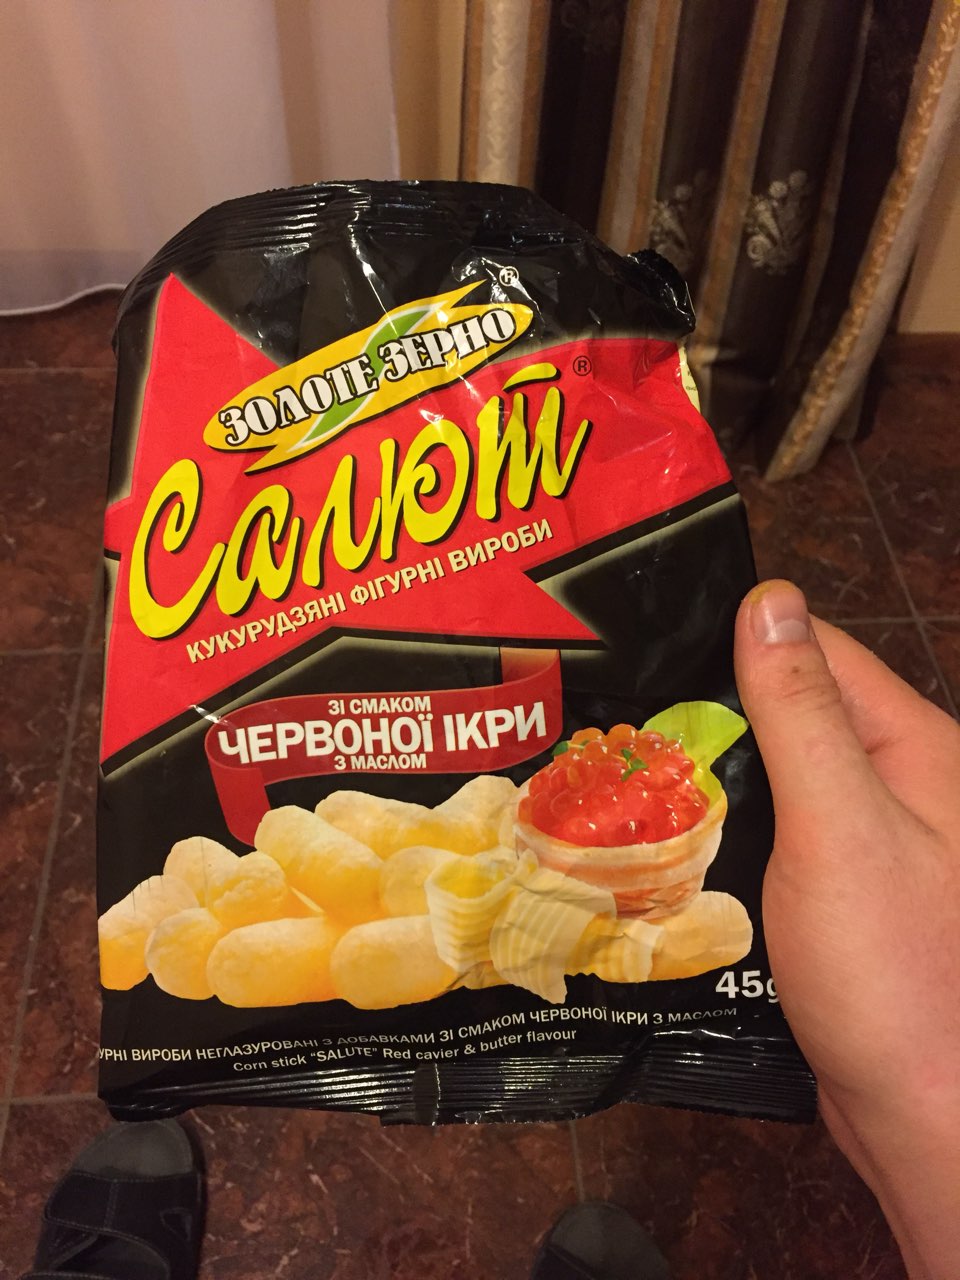 ®
ЗОЛОТЕ ЗЕРНО
®
Салют
КУКУРУДЗЯНІ ФІГУРНІ ВИРОБИ
ЗІ СМАКОМ
ЧЕРВОНОЇ ІКРИ
З МАСЛОМ
45g
УРНІ ВИРОБИ НЕГЛАЗУРОВАНІ З ДОБАВКАМИ ЗІ СМАКОМ ЧЕРВОНОЇ ІКРИ З МАСЛОМ
Corn stick "SALUTE" Red cavier & butter flavour